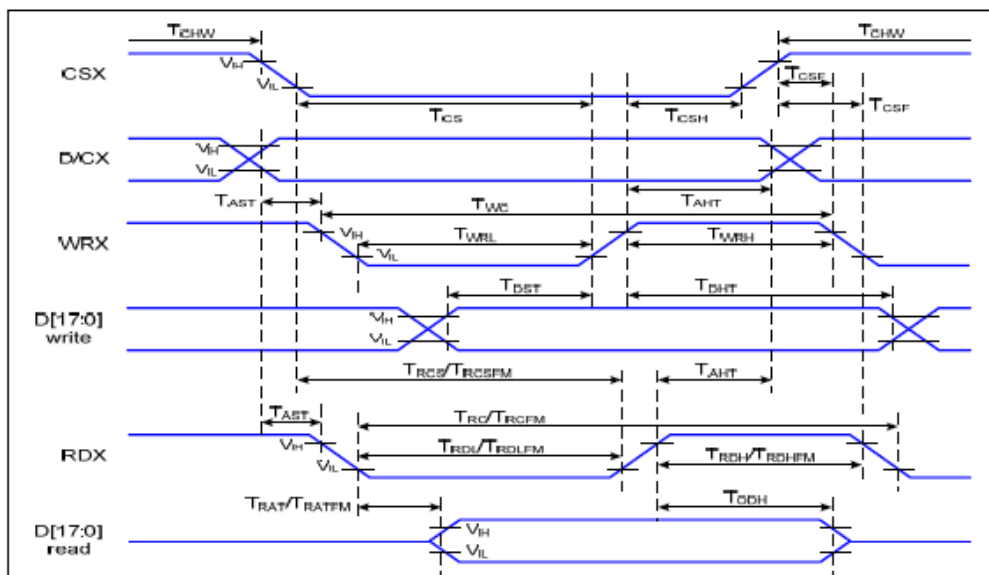 TCHW TCHW
CSX VIH VIL TCS TCSH TCSF TCSF
D/CX VIH VIL
TAST TWC TAHT
WRX VIH VIL TWRL TWRH
TDST TDHT
D[17:0] write VIH VIL
TRCS/TRCSFM TAHT
TAST TRC/TRCFM
RDX VIH VIL TRDL/TRDLFM TRDH/TRDHFM
TRAT/TRATFM TODH
D[17:0] read VIH VIL